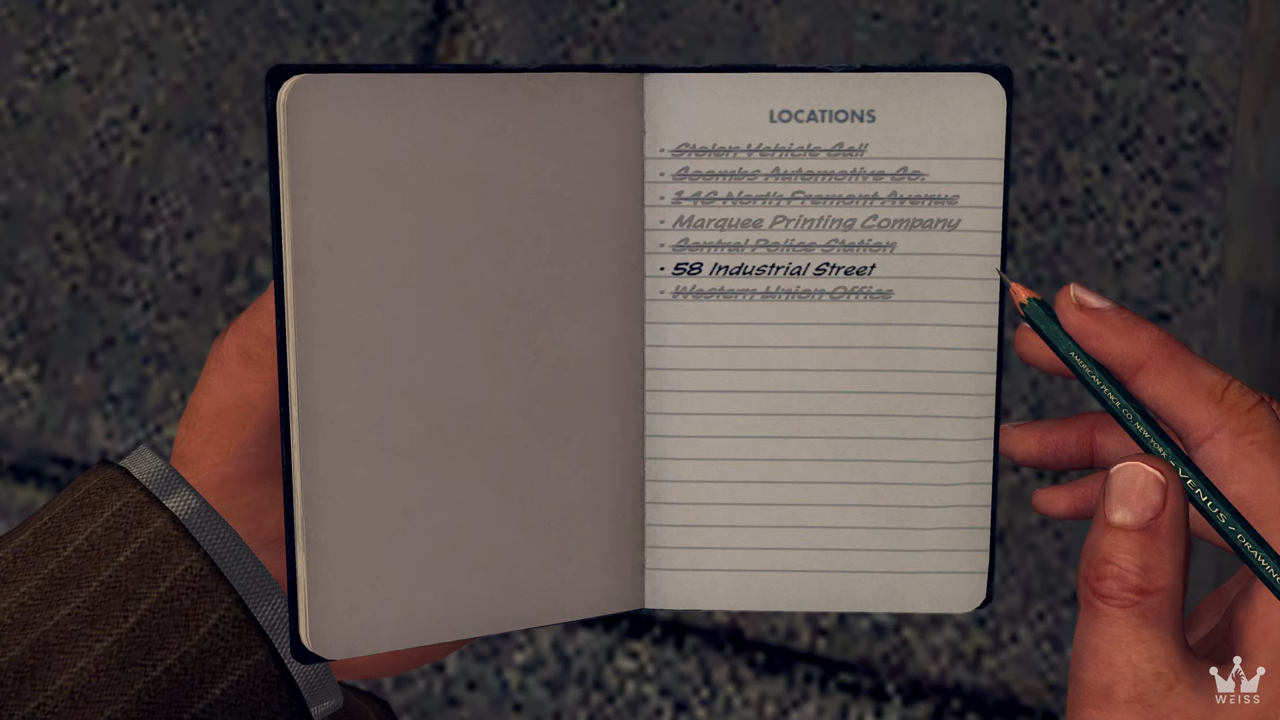 LOCATIONS
· Stolen Vehicle Call
· Coombs Automotive Co.
· 146 North Fremont Avenue
· Marquee Printing Company
· Central Police Station
· 58 Industrial Street
· Western Union Office
AMERICAN PENCIL CO. NEW YORK - VENUS / DRAWING
WEISS